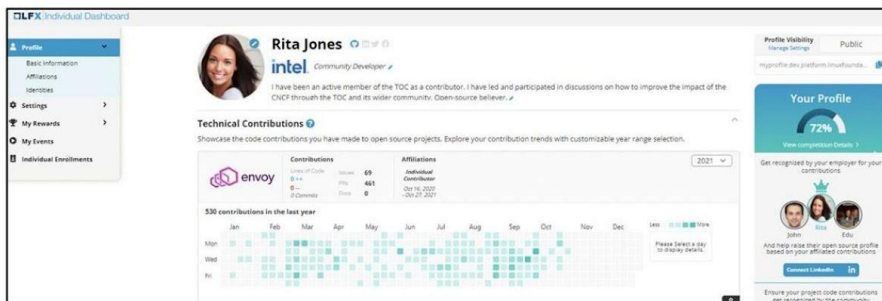 LFX Individual Dashboard
Profile
Basic Information
Affiliations
Identities
Settings
My Rewards
My Events
Individual Enrollments
Rita Jones
intel. Community Developer
I have been an active member of the TOC as a contributor. I have led and participated in discussions on how to improve the impact of the
CNCF through the TOC and its wider community. Open-source believer.
Technical Contributions ?
Showcase the code contributions you have made to open source projects. Explore your contribution trends with customizable year range selection.
envoy
Contributions
Lines of Code
0 ++
0 --
0 Commits
Issues 69
PRs 461
Docs 0
Affiliations
Individual
Contributor
Oct 14, 2020
- Oct 27, 2021
2021
530 contributions in the last year
Jan Feb Mar Apr May Jun Jul Aug Sep Oct Nov Dec
Mon
Wed
Fri
Less More
Please Select a day
to display details.
Profile Visibility
Manage Settings
Public
myprofile.dev.platform.linuxfounda...
Your Profile
72%
View completion Details
Get recognized by your employer for your
contributions
John Rita Edu
And help raise their open source profile
based on your affiliated contributions
Connect LinkedIn in
Ensure your project code contributions
get recognized by the community